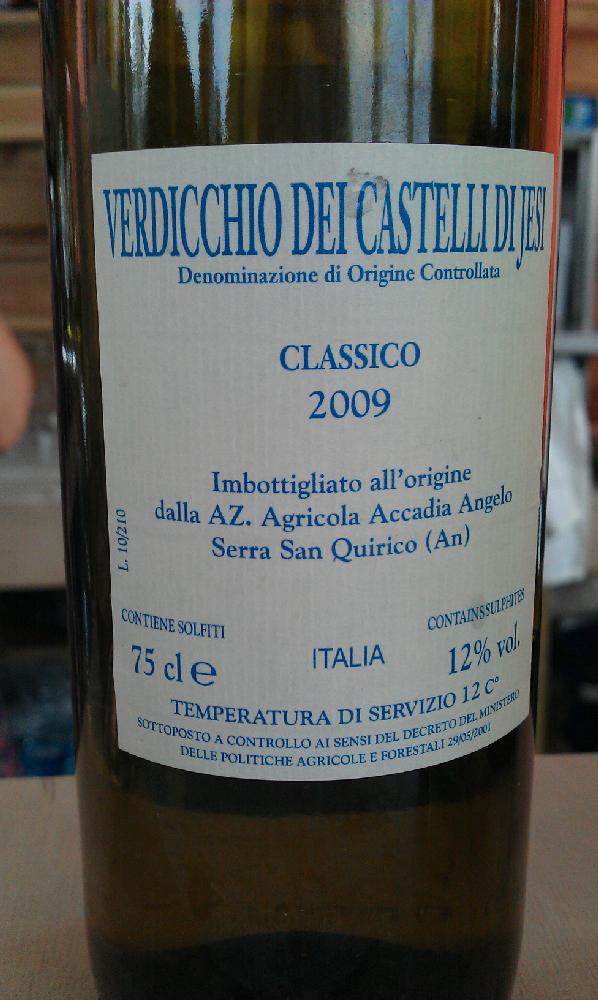 VERDICCHIO DEI CASTELLI DI JESI
Denominazione di Origine Controllata
CLASSICO
2009
Imbottigliato all'origine
dalla AZ. Agricola Accadia Angelo
Serra San Quirico (An)
L. 10/210
CONTIENE SOLFITI
CONTAINS SULPHITES
75 cl e
ITALIA
12% vol.
TEMPERATURA DI SERVIZIO 12 C°
SOTTOPOSTO A CONTROLLO AI SENSI DEL DECRETO DEL MINISTERO
DELLE POLITICHE AGRICOLE E FORESTALI 29/05/2001